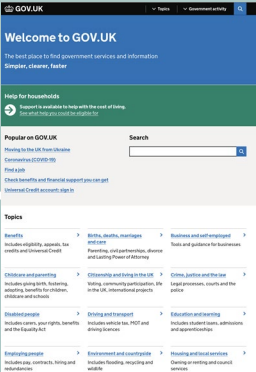 GOV.UK
Topics
Government activity
Welcome to GOV.UK
The best place to find government services and information
Simpler, clearer, faster
Help for households
Support is available to help with the cost of living.
See what help you could be eligible for
Popular on GOV.UK
Moving to the UK from Ukraine
Coronavirus (COVID-19)
Find a job
Check benefits and financial support you can get
Universal Credit account: sign in
Search
Topics
Benefits
Includes eligibility, appeals, tax
credits and Universal Credit
Births, deaths, marriages
and care
Parenting, civil partnerships, divorce
and Lasting Power of Attorney
Business and self-employed
Tools and guidance for businesses
Childcare and parenting
Includes giving birth, fostering,
adopting, benefits for children,
childcare and schools
Citizenship and living in the UK
Voting, community participation, life
in the UK, international projects
Crime, justice and the law
Legal processes, courts and the
police
Disabled people
Includes carers, your rights, benefits
and the Equality Act
Driving and transport
Includes vehicle tax, MOT and
driving licences
Education and learning
Includes student loans, admissions
and apprenticeships
Employing people
Includes pay, contracts, hiring and
redundancies
Environment and countryside
Includes flooding, recycling and
wildlife
Housing and local services
Owning or renting and council
services